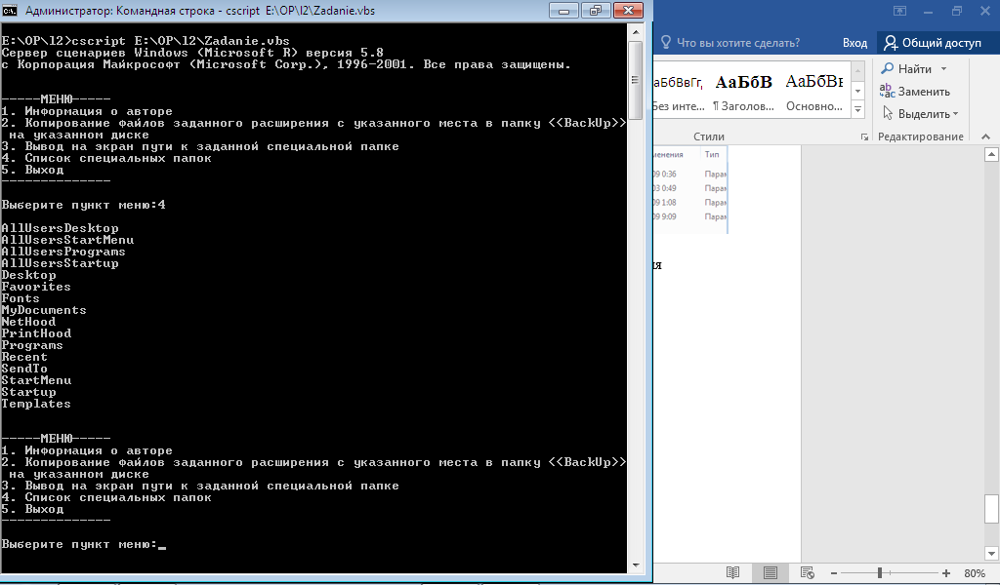 Администратор: Командная строка - cscript E:\OP\l2\Zadanie.vbs
E:\OP\l2>cscript E:\OP\l2\Zadanie.vbs
Сервер сценариев Windows (Microsoft R) версия 5.8
с Корпорация Майкрософт (Microsoft Corp.), 1996-2001. Все права защищены.
-----МЕНЮ-----
1. Информация о авторе
2. Копирование файлов заданного расширения с указанного места в папку <<BackUp>>
на указанном диске
3. Вывод на экран пути к заданной специальной папке
4. Список специальных папок
5. Выход
--------------
Выберите пункт меню:4
AllUsersDesktop
AllUsersStartMenu
AllUsersPrograms
AllUsersStartup
Desktop
Favorites
Fonts
MyDocuments
NetHood
PrintHood
Programs
Recent
SendTo
StartMenu
Startup
Templates
-----МЕНЮ-----
1. Информация о авторе
2. Копирование файлов заданного расширения с указанного места в папку <<BackUp>>
на указанном диске
3. Вывод на экран пути к заданной специальной папке
4. Список специальных папок
5. Выход
--------------
Выберите пункт меню:_
Что вы хотите сделать?
Вход
Общий доступ
аБбВвГг,
АаБбВ
АаБбВв
Без инте...
¶ Заголов...
Основно...
Стили
Найти
Заменить
Выделить
Редактирование
менения Тип
09 0:36 Парам
03 0:49 Парам
09 1:08 Парам
09 9:09 Парам
ия
80%